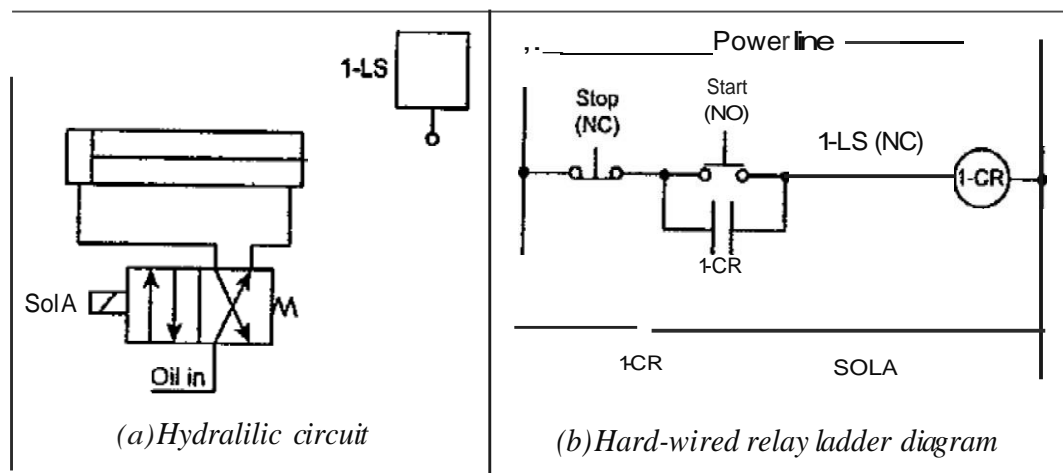 1-LS
Sol A
Oil in
(a) Hydralilic circuit
Power line
Stop
(NC)
Start
(NO)
1-LS (NC)
1-CR
1-CR
1-CR
SOLA
(b) Hard-wired relay ladder diagram